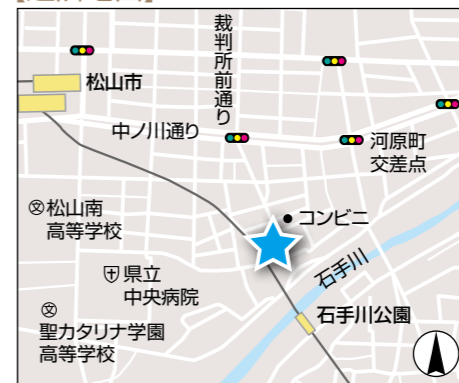 裁判所前通り
松山市
中ノ川通り
河原町
交差点
松山南
高等学校
コンビニ
県立
中央病院
石手川
石手川公園
聖カタリナ学園
高等学校